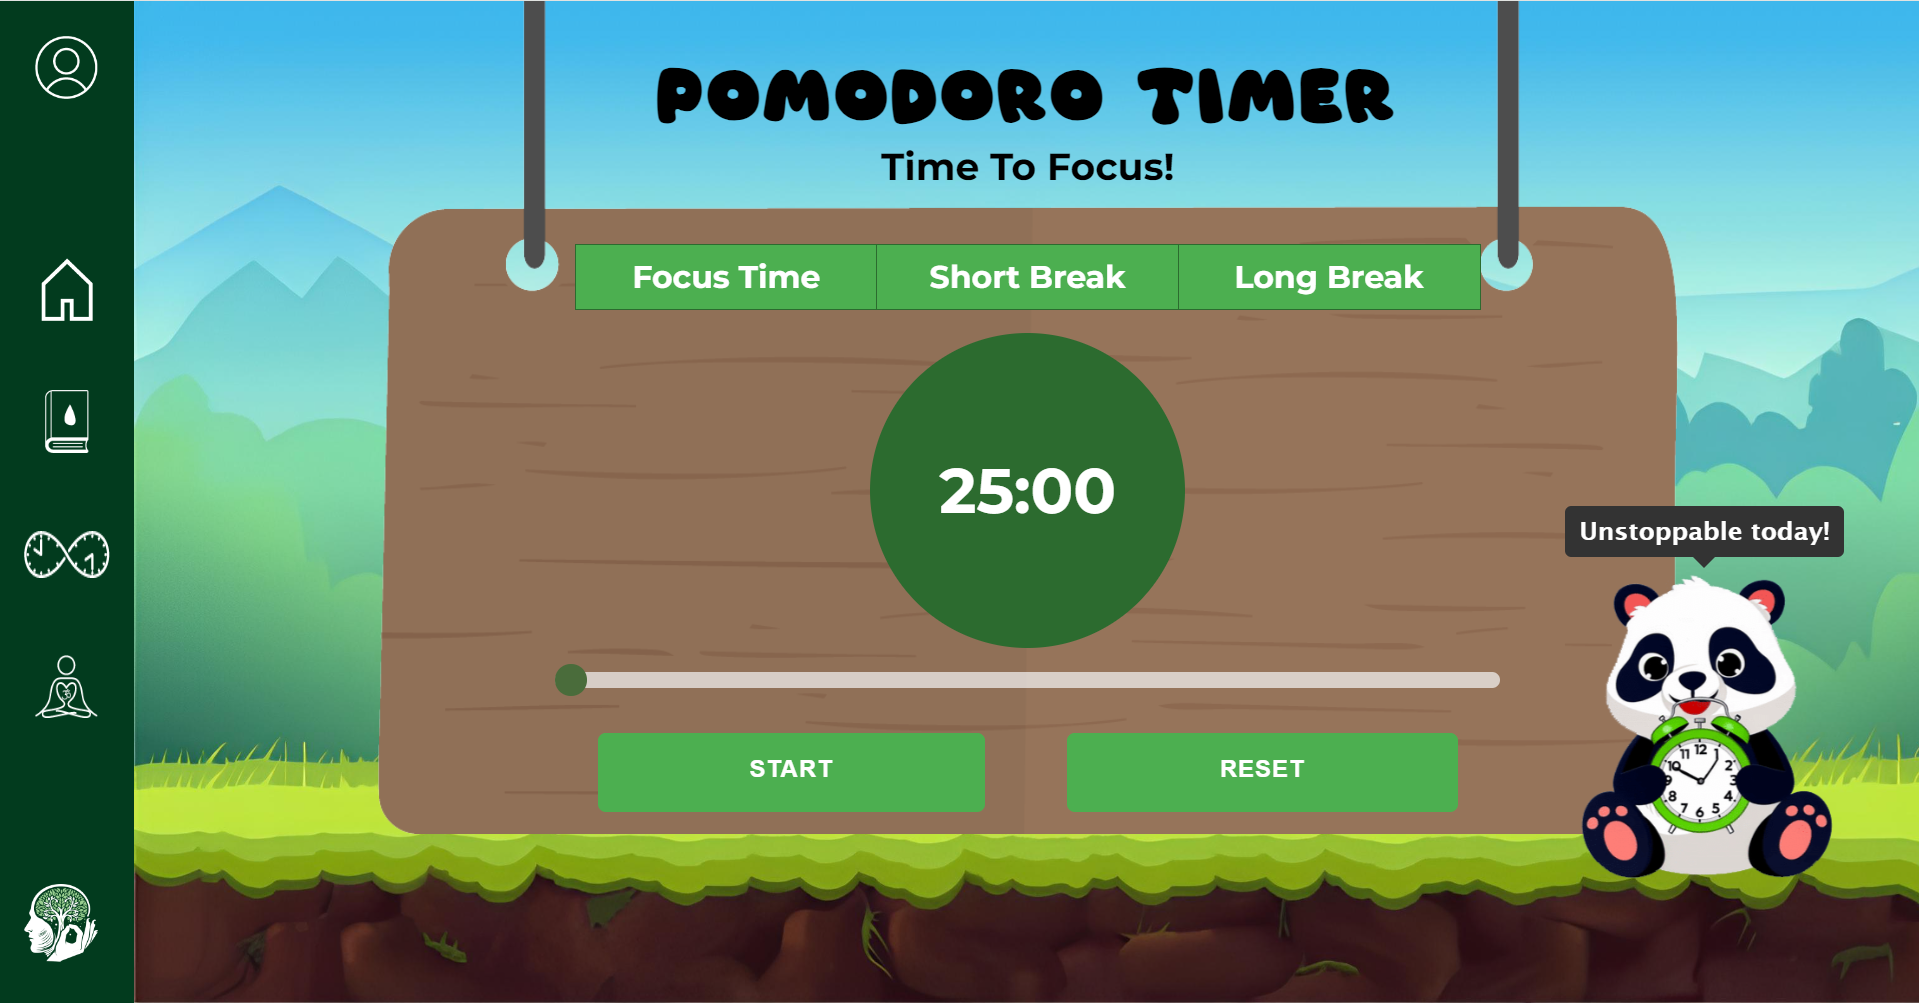 POMODORO TIMER
Time To Focus!
Focus Time Short Break Long Break
25:00
Unstoppable today!
START RESET
12
1
2
3
4
5
6
7
8
9
10
11